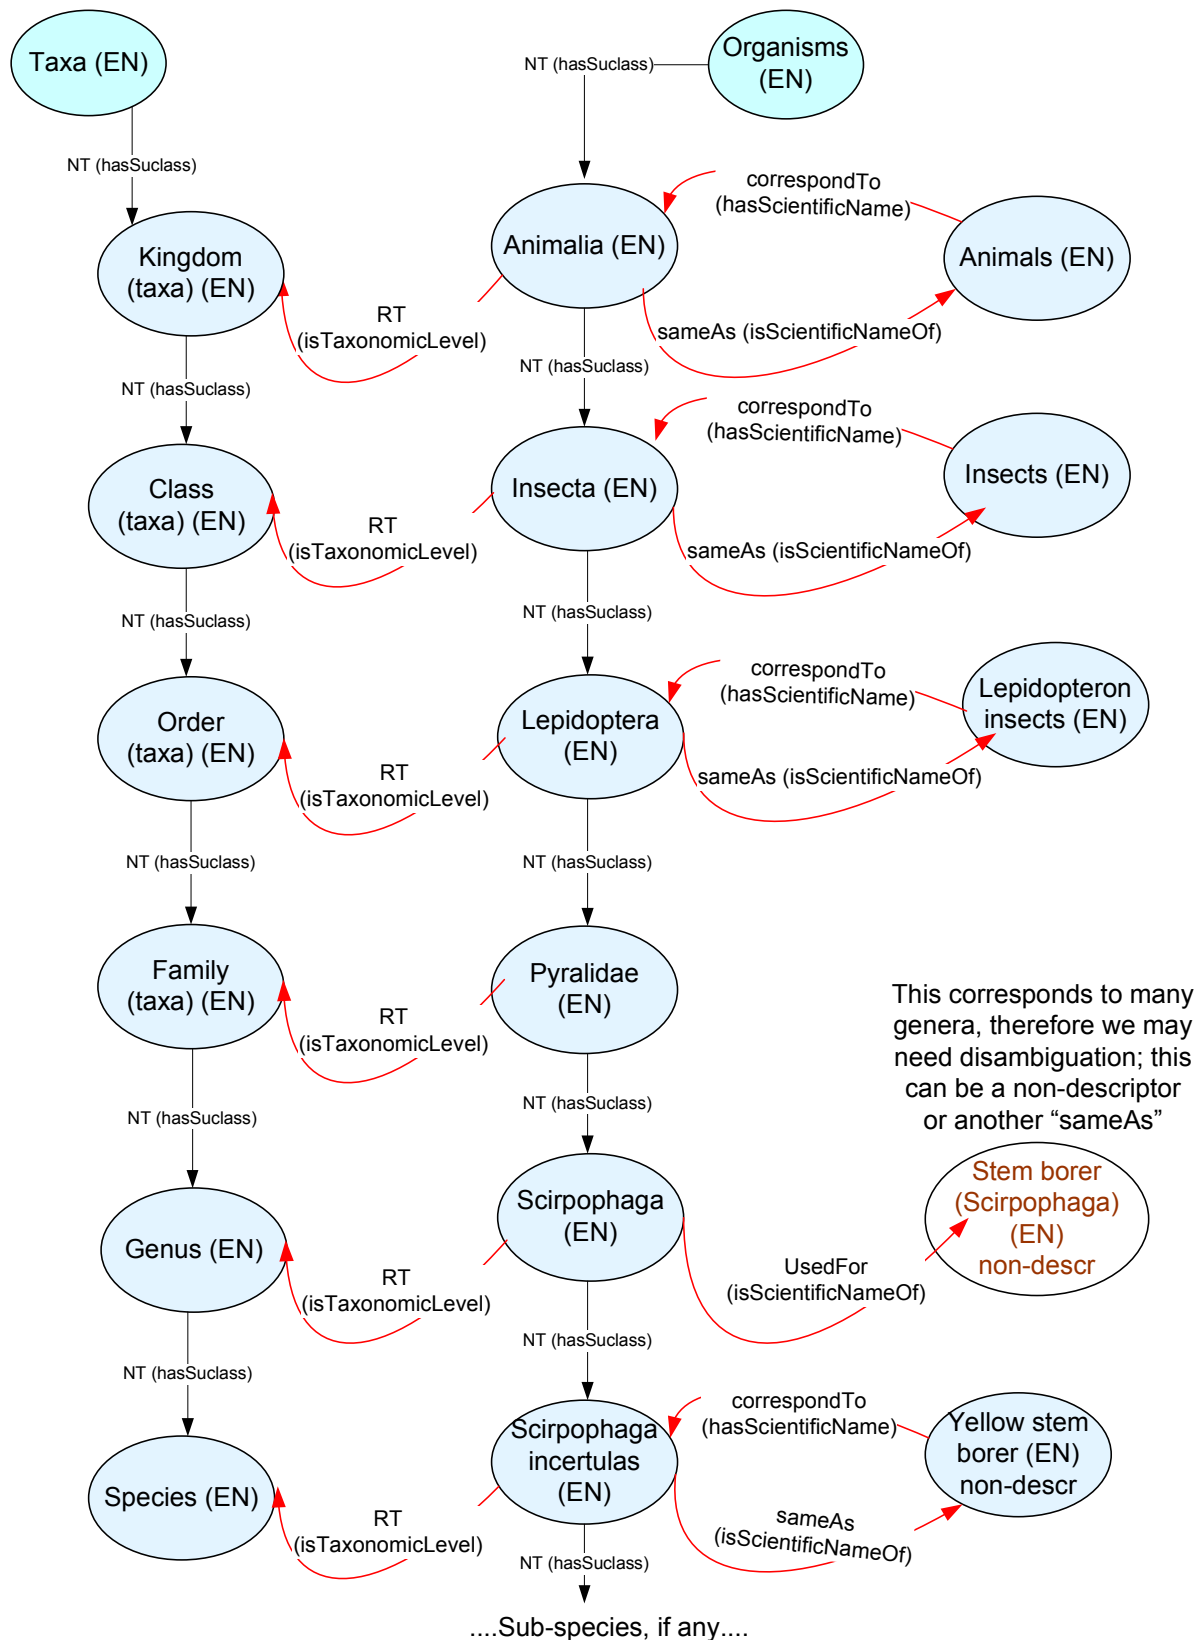 Taxa (EN)
NT (hasSuclass)
Organisms
(EN)
NT (hasSuclass)
Kingdom
(taxa) (EN)
Animalia (EN)
correspondTo
(hasScientificName)
Animals (EN)
RT
(isTaxonomicLevel)
sameAs (isScientificNameOf)
NT (hasSuclass)
NT (hasSuclass)
Class
(taxa) (EN)
Insecta (EN)
correspondTo
(hasScientificName)
Insects (EN)
RT
(isTaxonomicLevel)
sameAs (isScientificNameOf)
NT (hasSuclass)
NT (hasSuclass)
Order
(taxa) (EN)
Lepidoptera
(EN)
correspondTo
(hasScientificName)
Lepidopteron
insects (EN)
RT
(isTaxonomicLevel)
sameAs (isScientificNameOf)
NT (hasSuclass)
NT (hasSuclass)
Family
(taxa) (EN)
Pyralidae
(EN)
RT
(isTaxonomicLevel)
This corresponds to many
genera, therefore we may
need disambiguation; this
can be a non-descriptor
or another “sameAs”
NT (hasSuclass)
NT (hasSuclass)
Genus (EN)
Scirpophaga
(EN)
Stem borer
(Scirpophaga)
(EN)
non-descr
RT
(isTaxonomicLevel)
UsedFor
(isScientificNameOf)
NT (hasSuclass)
NT (hasSuclass)
Species (EN)
Scirpophaga
incertulas
(EN)
correspondTo
(hasScientificName)
Yellow stem
borer (EN)
non-descr
RT
(isTaxonomicLevel)
sameAs
(isScientificNameOf)
NT (hasSuclass)
....Sub-species, if any....